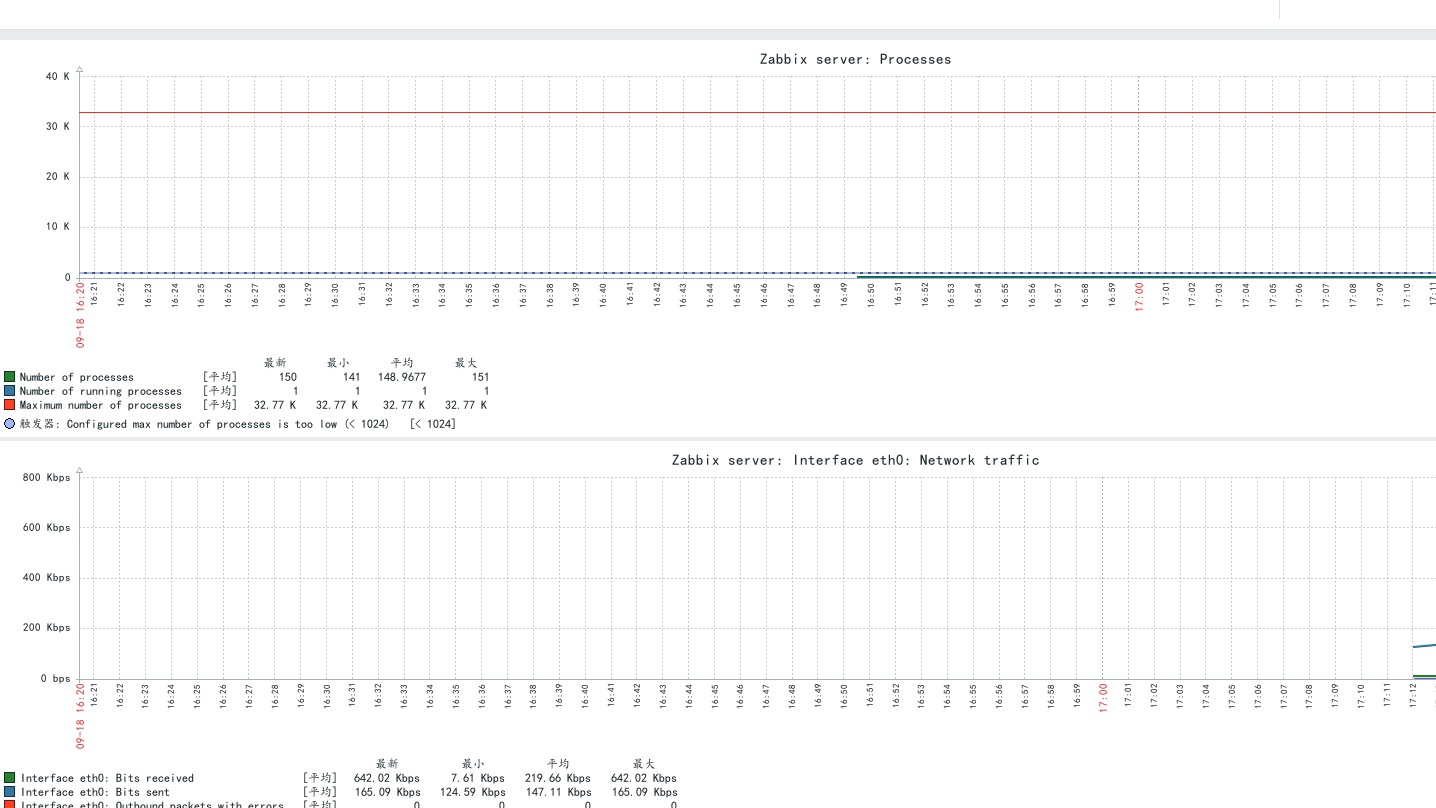 Zabbix server: Processes
40 K
30 K
20 K
10 K
0
09-18 16:20 16:21 16:22 16:23 16:24 16:25 16:26 16:27 16:28 16:29 16:30 16:31 16:32 16:33 16:34 16:35 16:36 16:37 16:38 16:39 16:40 16:41 16:42 16:43 16:44 16:45 16:46 16:47 16:48 16:49 16:50 16:51 16:52 16:53 16:54 16:55 16:56 16:57 16:58 16:59 17:00 17:01 17:02 17:03 17:04 17:05 17:06 17:07 17:08 17:09 17:10 17:11
最新 最小 平均 最大
Number of processes [平均] 150 141 148.9677 151
Number of running processes [平均] 1 1 1 1
Maximum number of processes [平均] 32.77 K 32.77 K 32.77 K 32.77 K
触发器: Configured max number of processes is too low (< 1024) [< 1024]
Zabbix server: Interface eth0: Network traffic
800 Kbps
600 Kbps
400 Kbps
200 Kbps
0 bps
09-18 16:20 16:21 16:22 16:23 16:24 16:25 16:26 16:27 16:28 16:29 16:30 16:31 16:32 16:33 16:34 16:35 16:36 16:37 16:38 16:39 16:40 16:41 16:42 16:43 16:44 16:45 16:46 16:47 16:48 16:49 16:50 16:51 16:52 16:53 16:54 16:55 16:56 16:57 16:58 16:59 17:00 17:01 17:02 17:03 17:04 17:05 17:06 17:07 17:08 17:09 17:10 17:11 17:12
最新 最小 平均 最大
Interface eth0: Bits received [平均] 642.02 Kbps 7.61 Kbps 219.66 Kbps 642.02 Kbps
Interface eth0: Bits sent [平均] 165.09 Kbps 124.59 Kbps 147.11 Kbps 165.09 Kbps
Interface eth0: Outbound packets with errors [平均] 0 0 0 0